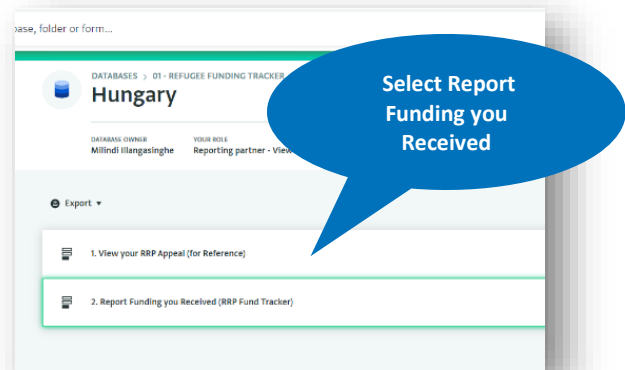 base, folder or form...
DATABASES > 01 - REFUGEE FUNDING TRACKER
Hungary
DATABASE OWNER YOUR ROLE
Milindi Illangasinghe Reporting partner - View
Export
1. View your RRP Appeal (for Reference)
2. Report Funding you Received (RRP Fund Tracker)
Select Report
Funding you
Received